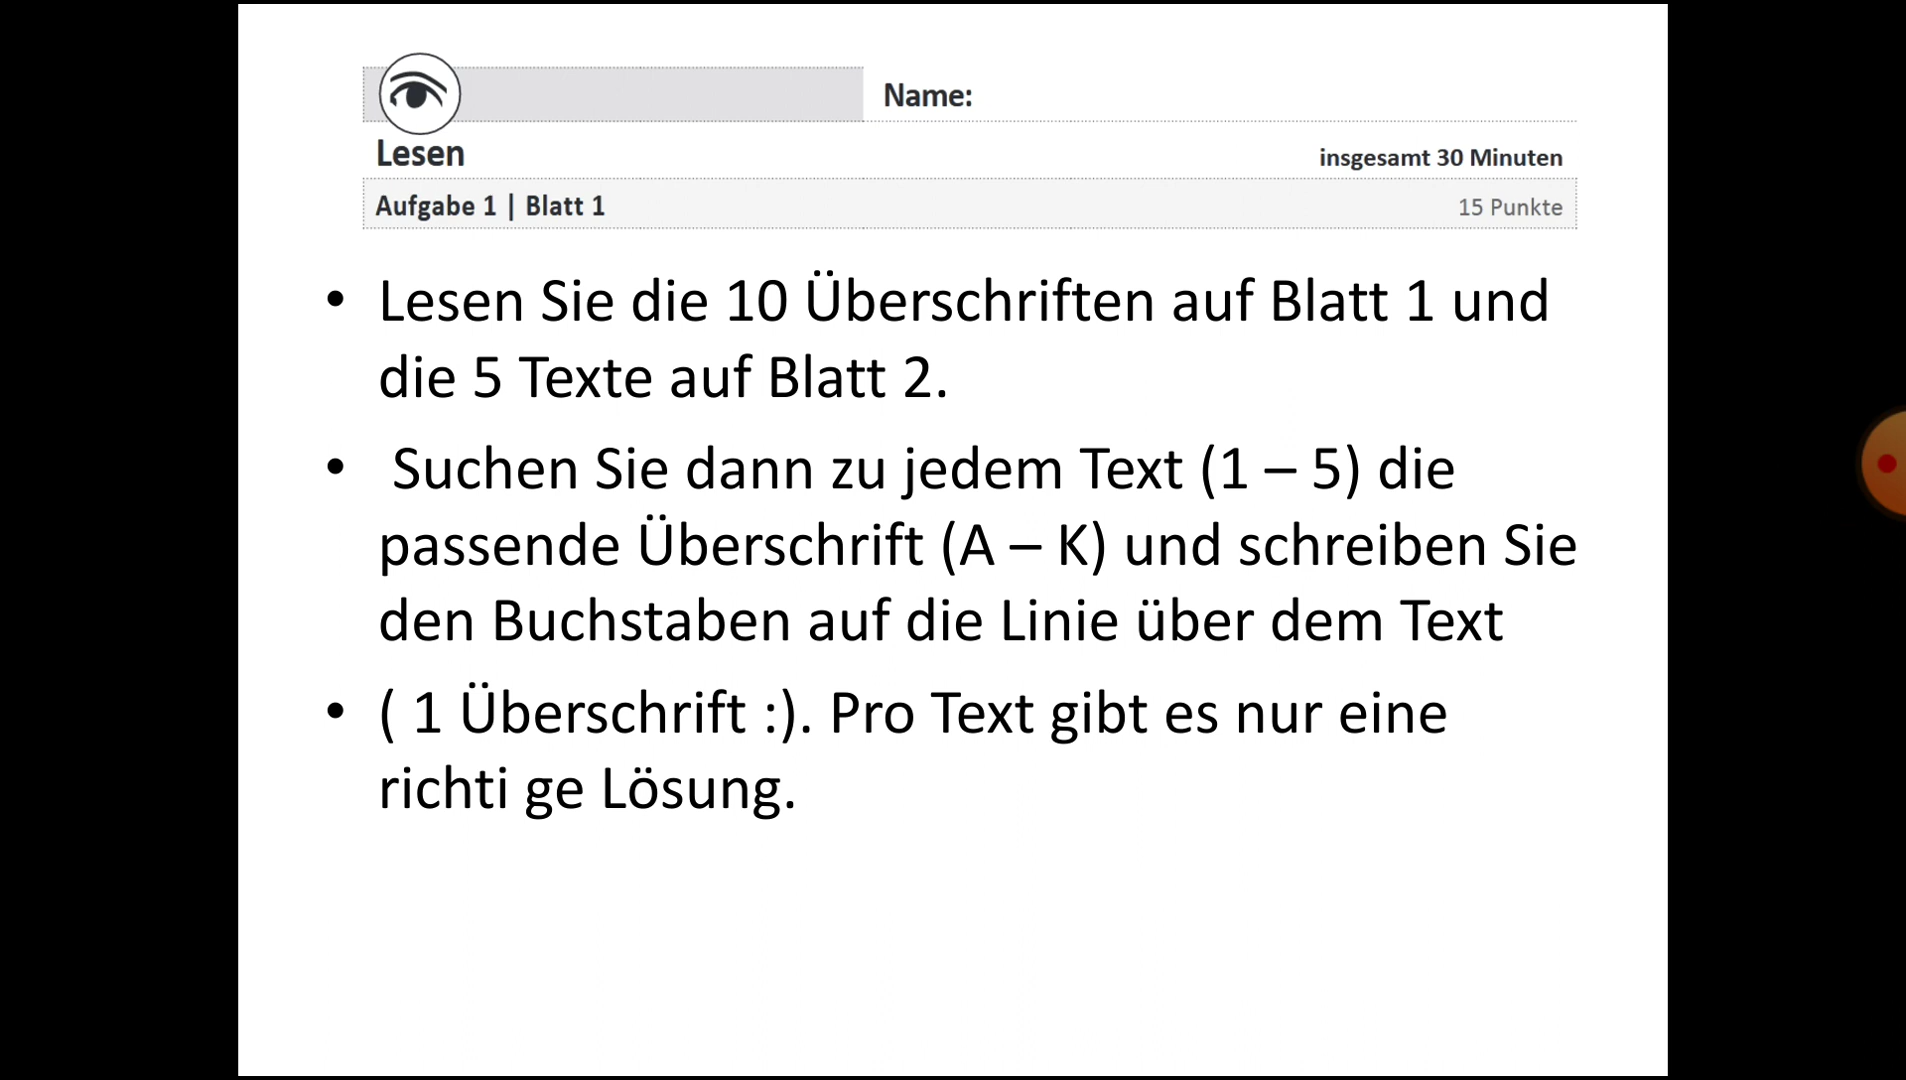 Name:
Lesen
insgesamt 30 Minuten
Aufgabe 1 | Blatt 1
15 Punkte
• Lesen Sie die 10 Überschriften auf Blatt 1 und
die 5 Texte auf Blatt 2.
• Suchen Sie dann zu jedem Text (1 – 5) die
passende Überschrift (A – K) und schreiben Sie
den Buchstaben auf die Linie über dem Text
• ( 1 Überschrift :). Pro Text gibt es nur eine
richti ge Lösung.